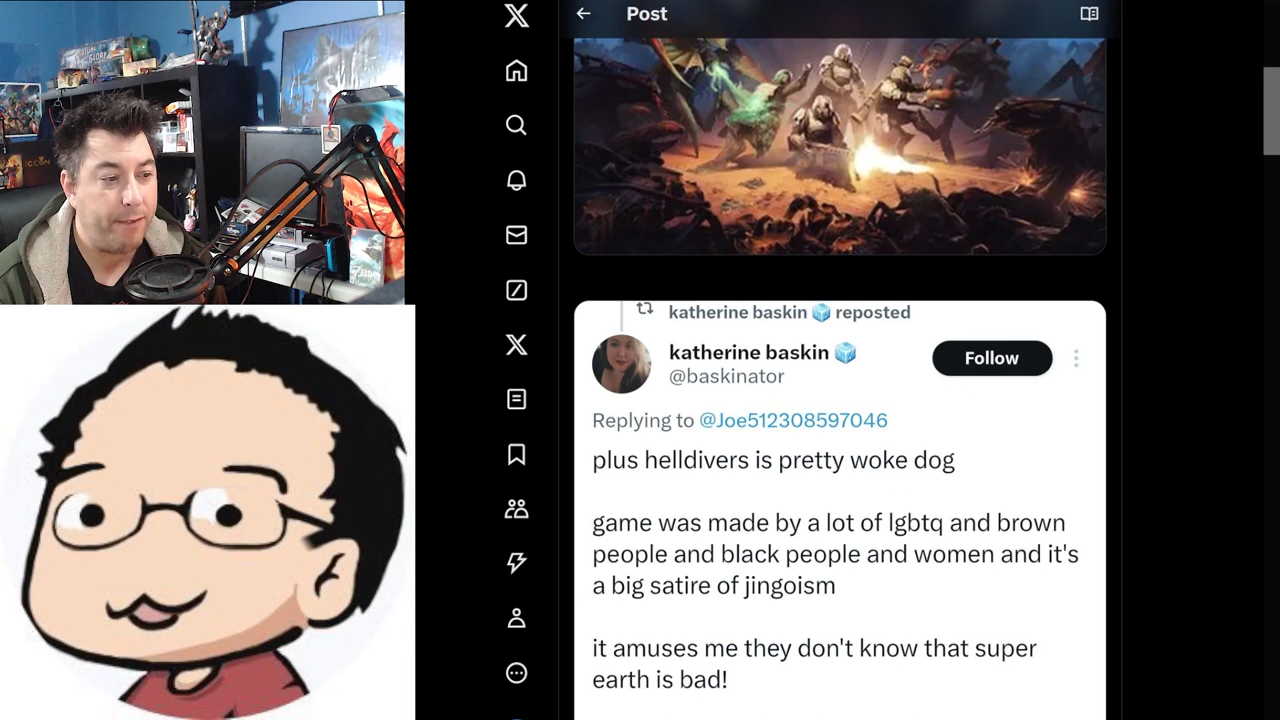 Post
katherine baskin reposted
katherine baskin
@baskinator
Follow
Replying to @Joe512308597046
plus helldivers is pretty woke dog
game was made by a lot of lgbtq and brown
people and black people and women and it's
a big satire of jingoism
it amuses me they don't know that super
earth is bad!
GLORY